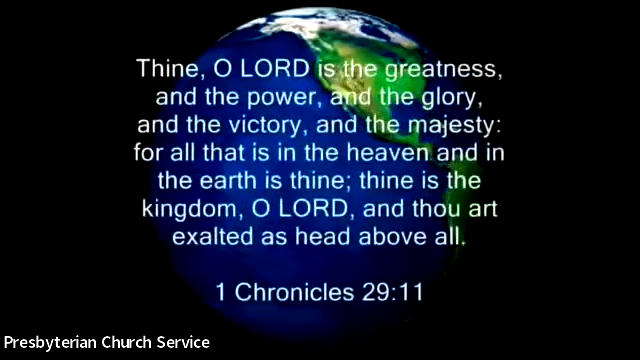 Thine, O LORD is the greatness,
and the power, and the glory,
and the victory, and the majesty:
for all that is in the heaven and in
the earth is thine; thine is the
kingdom, O LORD, and thou art
exalted as head above all.
1 Chronicles 29:11
Presbyterian Church Service